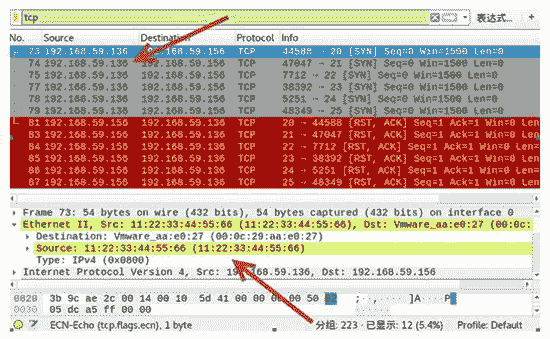 tcp 表达式…
No. Source Destination Protocol Info
73 192.168.59.136 192.168.59.156 TCP 44588 → 20 [SYN] Seq=0 Win=1500 Len=0
74 192.168.59.136 192.168.59.156 TCP 47047 → 21 [SYN] Seq=0 Win=1500 Len=0
75 192.168.59.136 192.168.59.156 TCP 7712 → 22 [SYN] Seq=0 Win=1500 Len=0
77 192.168.59.136 192.168.59.156 TCP 38392 → 23 [SYN] Seq=0 Win=1500 Len=0
78 192.168.59.136 192.168.59.156 TCP 5251 → 24 [SYN] Seq=0 Win=1500 Len=0
79 192.168.59.136 192.168.59.156 TCP 48349 → 25 [SYN] Seq=0 Win=1500 Len=0
81 192.168.59.156 192.168.59.136 TCP 20 → 44588 [RST, ACK] Seq=1 Ack=1 Win=0 Len=
83 192.168.59.156 192.168.59.136 TCP 21 → 47047 [RST, ACK] Seq=1 Ack=1 Win=0 Len=
84 192.168.59.156 192.168.59.136 TCP 22 → 7712 [RST, ACK] Seq=1 Ack=1 Win=0 Len=0
85 192.168.59.156 192.168.59.136 TCP 23 → 38392 [RST, ACK] Seq=1 Ack=1 Win=0 Len=
86 192.168.59.156 192.168.59.136 TCP 24 → 5251 [RST, ACK] Seq=1 Ack=1 Win=0 Len=0
87 192.168.59.156 192.168.59.136 TCP 25 → 48349 [RST, ACK] Seq=1 Ack=1 Win=0 Len=
Frame 73: 54 bytes on wire (432 bits), 54 bytes captured (432 bits) on interface 0
Ethernet II, Src: 11:22:33:44:55:66 (11:22:33:44:55:66), Dst: Vmware_aa:e0:27 (00:0c:
Destination: Vmware_aa:e0:27 (00:0c:29:aa:e0:27)
Source: 11:22:33:44:55:66 (11:22:33:44:55:66)
Type: IPv4 (0x0800)
Internet Protocol Version 4, Src: 192.168.59.136, Dst: 192.168.59.156
0020 3b 9c ae 2c 00 14 00 10 5d 41 00 00 00 00 50 82 ;··,···· ]A····P·
0030 05 dc a5 ff 00 00
ECN-Echo (tcp.flags.ecn), 1 byte 分组: 223 · 已显示: 12 (5.4%) Profile: Default